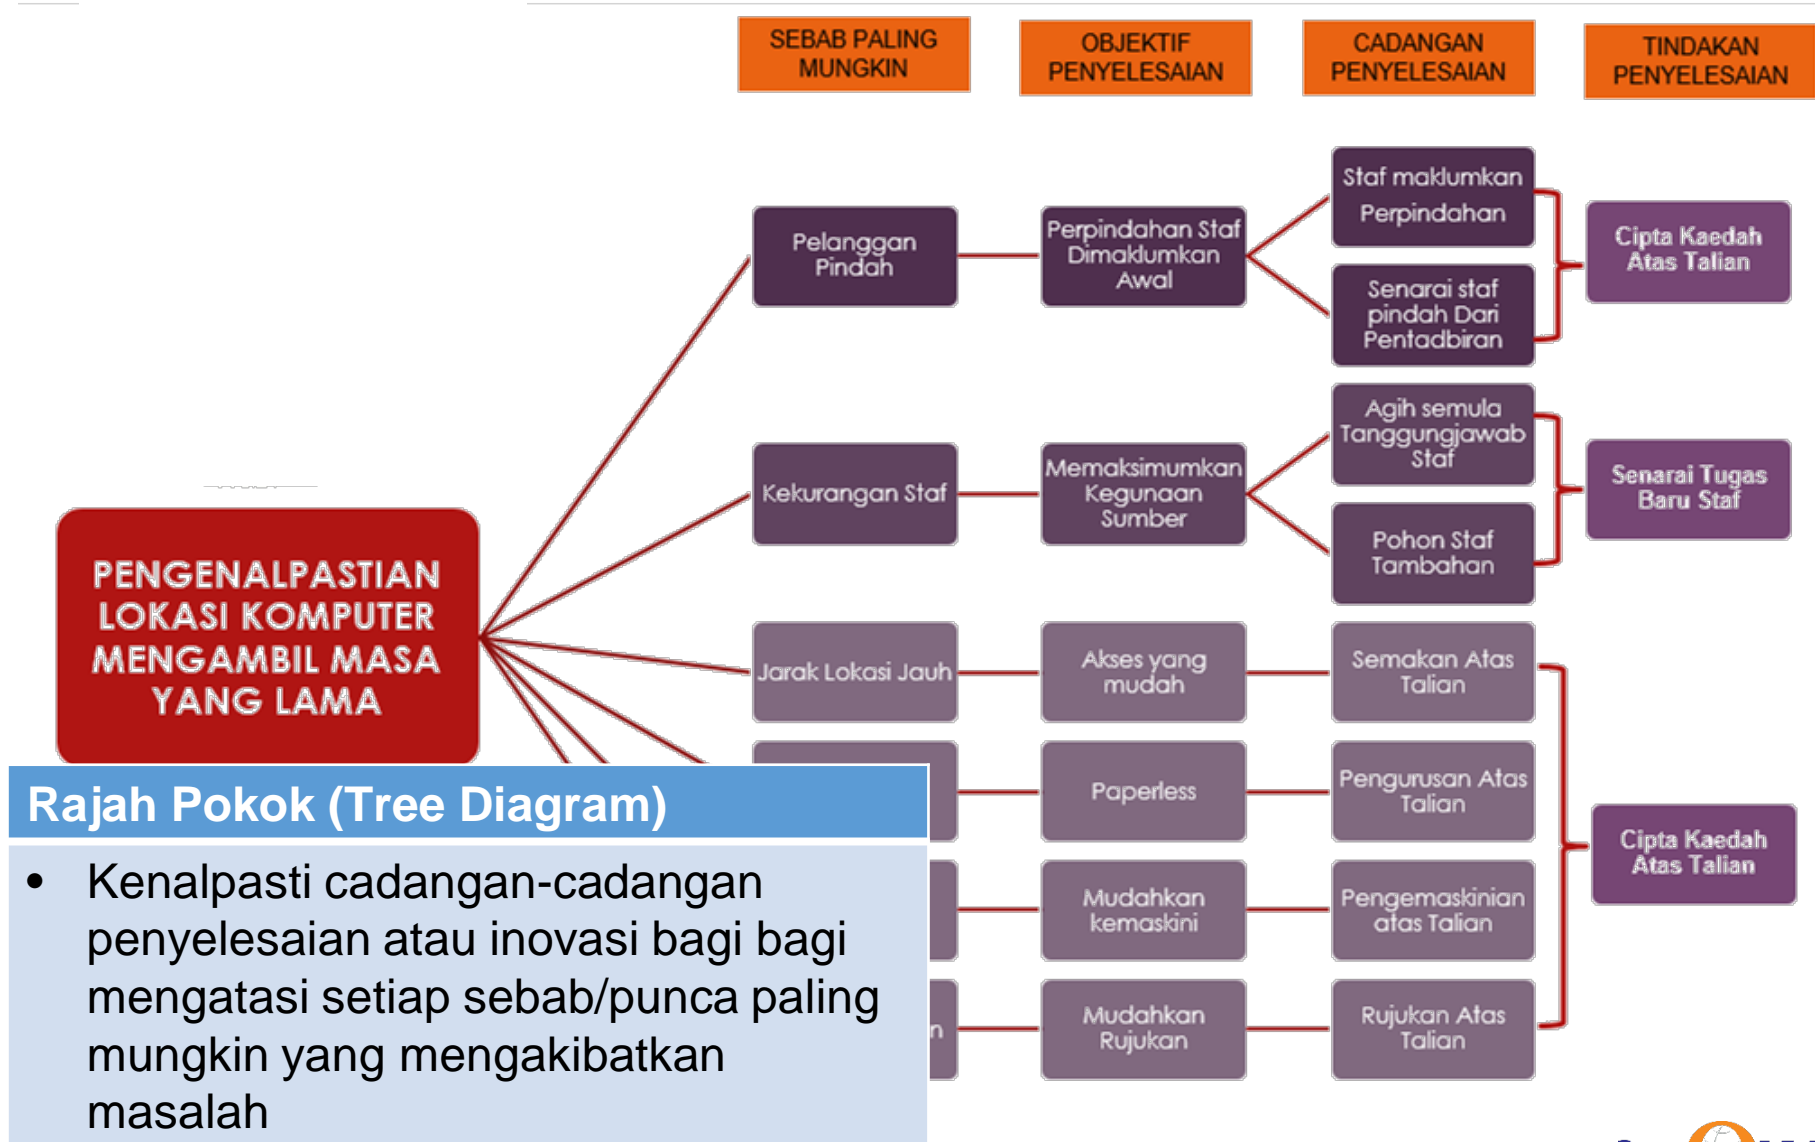 SEBAB PALING
MUNGKIN
OBJEKTIF
PENYELESAIAN
CADANGAN
PENYELESAIAN
TINDAKAN
PENYELESAIAN
PENGENALPASTIAN
LOKASI KOMPUTER
MENGAMBIL MASA
YANG LAMA
Pelanggan
Pindah
Perpindahan Staf
Dimaklumkan
Awal
Staf maklumkan
Perpindahan
Senarai staf
pindah Dari
Pentadbiran
Cipta Kaedah
Atas Talian
Kekurangan Staf
Memaksimumkan
Kegunaan
Sumber
Agih semula
Tanggungjawab
Staf
Pohon Staf
Tambahan
Senarai Tugas
Baru Staf
Jarak Lokasi Jauh
Akses yang
mudah
Semakan Atas
Talian
Paperless
Pengurusan Atas
Talian
Mudahkan
kemaskini
Pengemaskinian
atas Talian
n
Mudahkan
Rujukan
Rujukan Atas
Talian
Cipta Kaedah
Atas Talian
Rajah Pokok (Tree Diagram)
• Kenalpasti cadangan-cadangan
penyelesaian atau inovasi bagi bagi
mengatasi setiap sebab/punca paling
mungkin yang mengakibatkan
masalah